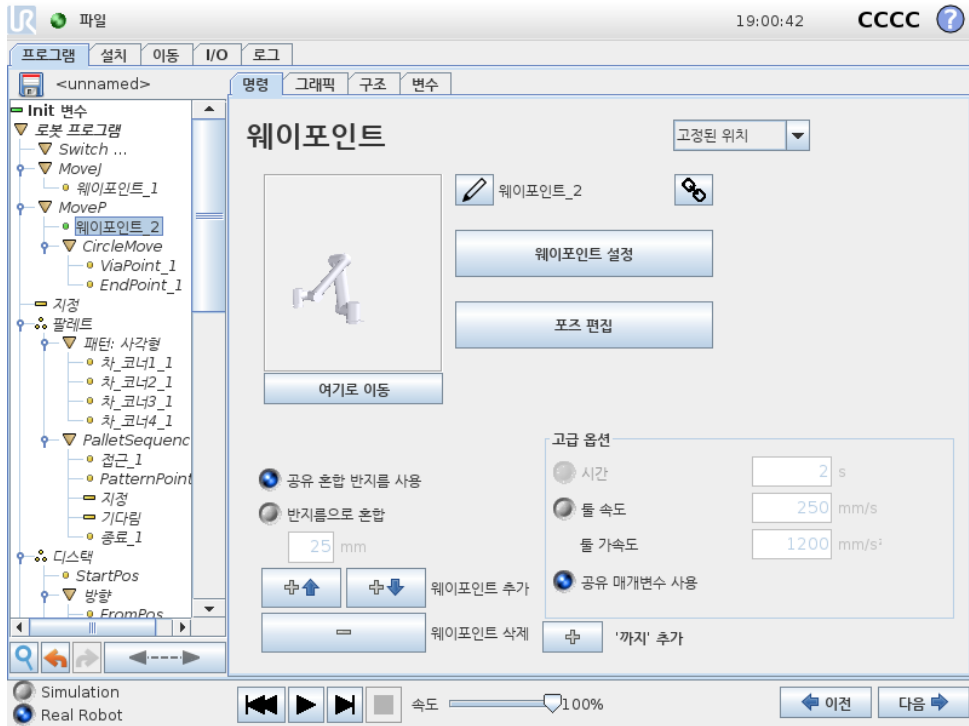 UR 파일 19:00:42 CCCC ?
프로그램 설치 이동 I/O 로그
<unnamed>
명령 그래픽 구조 변수
Init 변수
로봇 프로그램
Switch ...
MoveJ
웨이포인트_1
MoveP
웨이포인트_2
CircleMove
ViaPoint_1
EndPoint_1
지정
팔레트
패턴: 사각형
차_코너1_1
차_코너2_1
차_코너3_1
차_코너4_1
PalletSequenc
접근_1
PatternPoint
지정
기다림
종료_1
디스택
StartPos
방향
FromPos
웨이포인트
고정된 위치
웨이포인트_2
웨이포인트 설정
포즈 편집
여기로 이동
공유 혼합 반지름 사용
반지름으로 혼합
25 mm
웨이포인트 추가
웨이포인트 삭제
고급 옵션
시간 2 s
툴 속도 250 mm/s
툴 가속도 1200 mm/s²
공유 매개변수 사용
'까지' 추가
Simulation
Real Robot
속도 100%
이전 다음